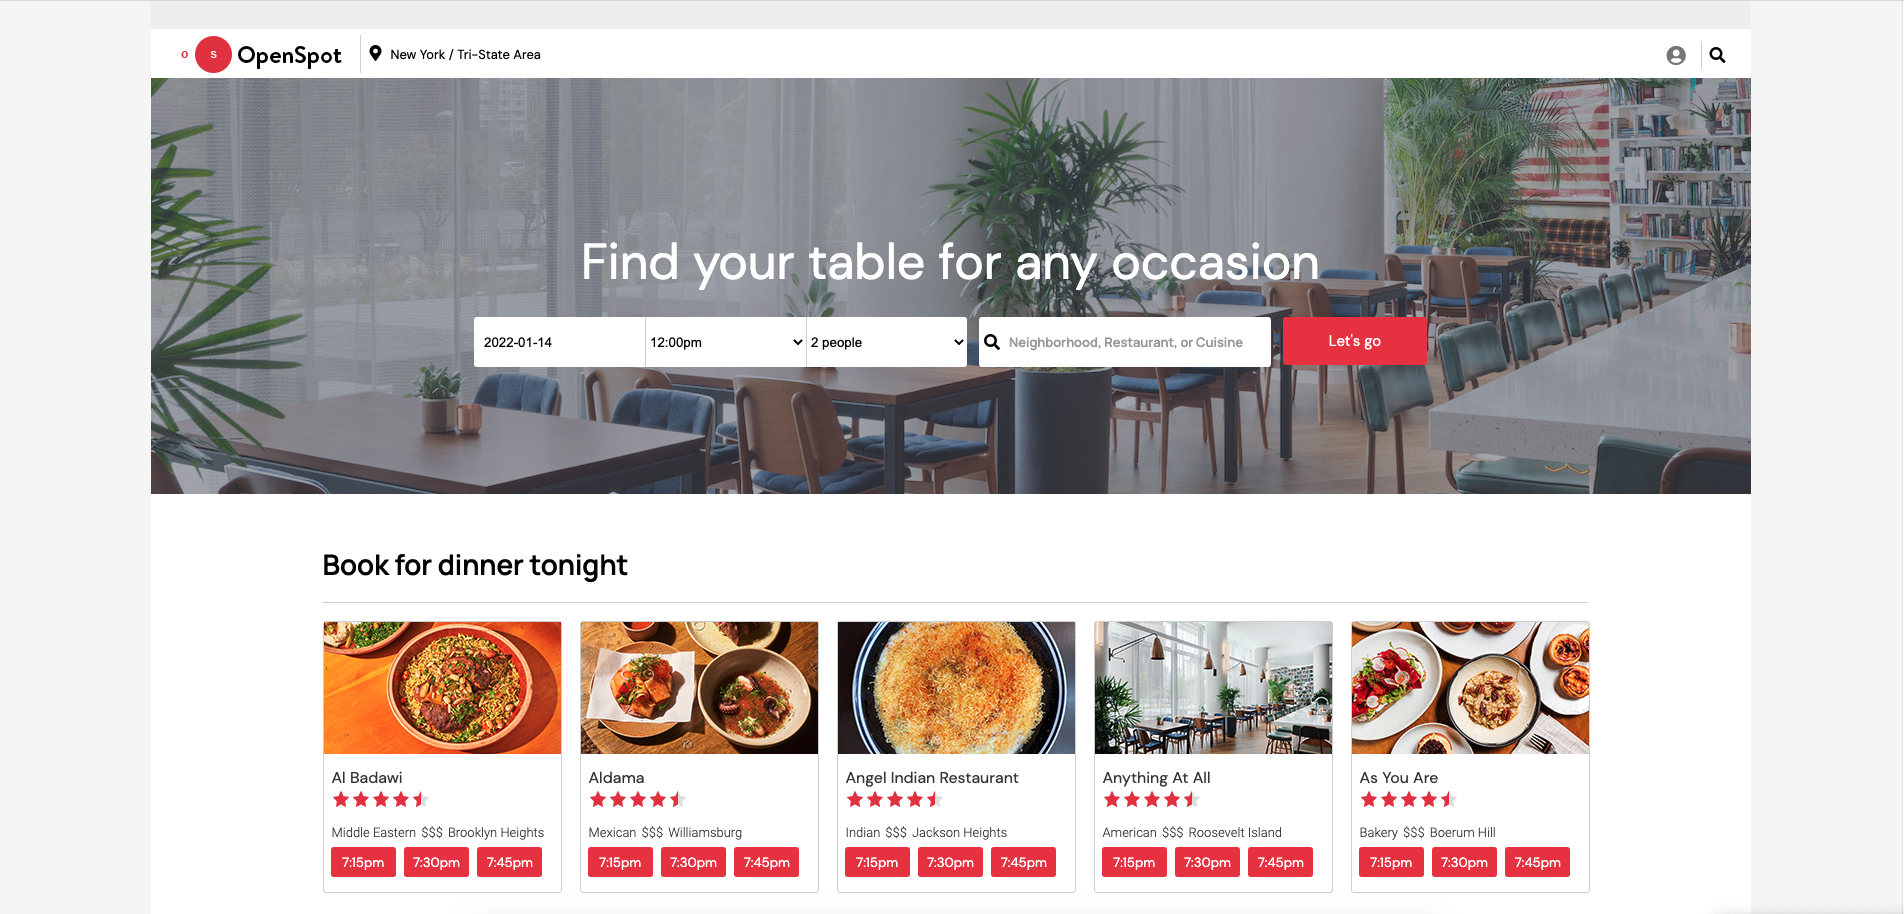 O S OpenSpot New York / Tri-State Area
Find your table for any occasion
2022-01-14 12:00pm 2 people Neighborhood, Restaurant, or Cuisine Let's go
Book for dinner tonight
Al Badawi
Middle Eastern $$$ Brooklyn Heights
7:15pm 7:30pm 7:45pm
Aldama
Mexican $$$ Williamsburg
7:15pm 7:30pm 7:45pm
Angel Indian Restaurant
Indian $$$ Jackson Heights
7:15pm 7:30pm 7:45pm
Anything At All
American $$$ Roosevelt Island
7:15pm 7:30pm 7:45pm
As You Are
Bakery $$$ Boerum Hill
7:15pm 7:30pm 7:45pm